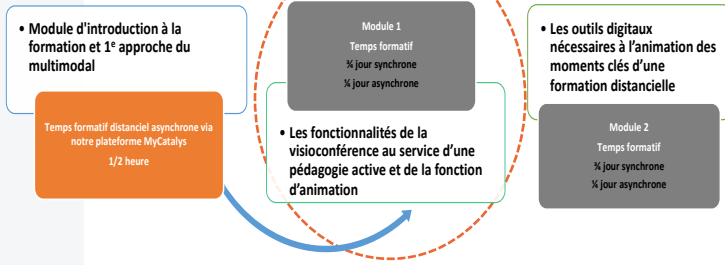 • Module d'introduction à la
formation et 1e approche du
multimodal
Temps formatif distanciel asynchrone via
notre plateforme MyCatalys
1/2 heure
Module 1
Temps formatif
¾ jour synchrone
¼ jour asynchrone
• Les fonctionnalités de la
visioconférence au service d’une
pédagogie active et de la fonction
d’animation
• Les outils digitaux
nécessaires à l’animation des
moments clés d’une
formation distancielle
Module 2
Temps formatif
¾ jour synchrone
¼ jour asynchrone